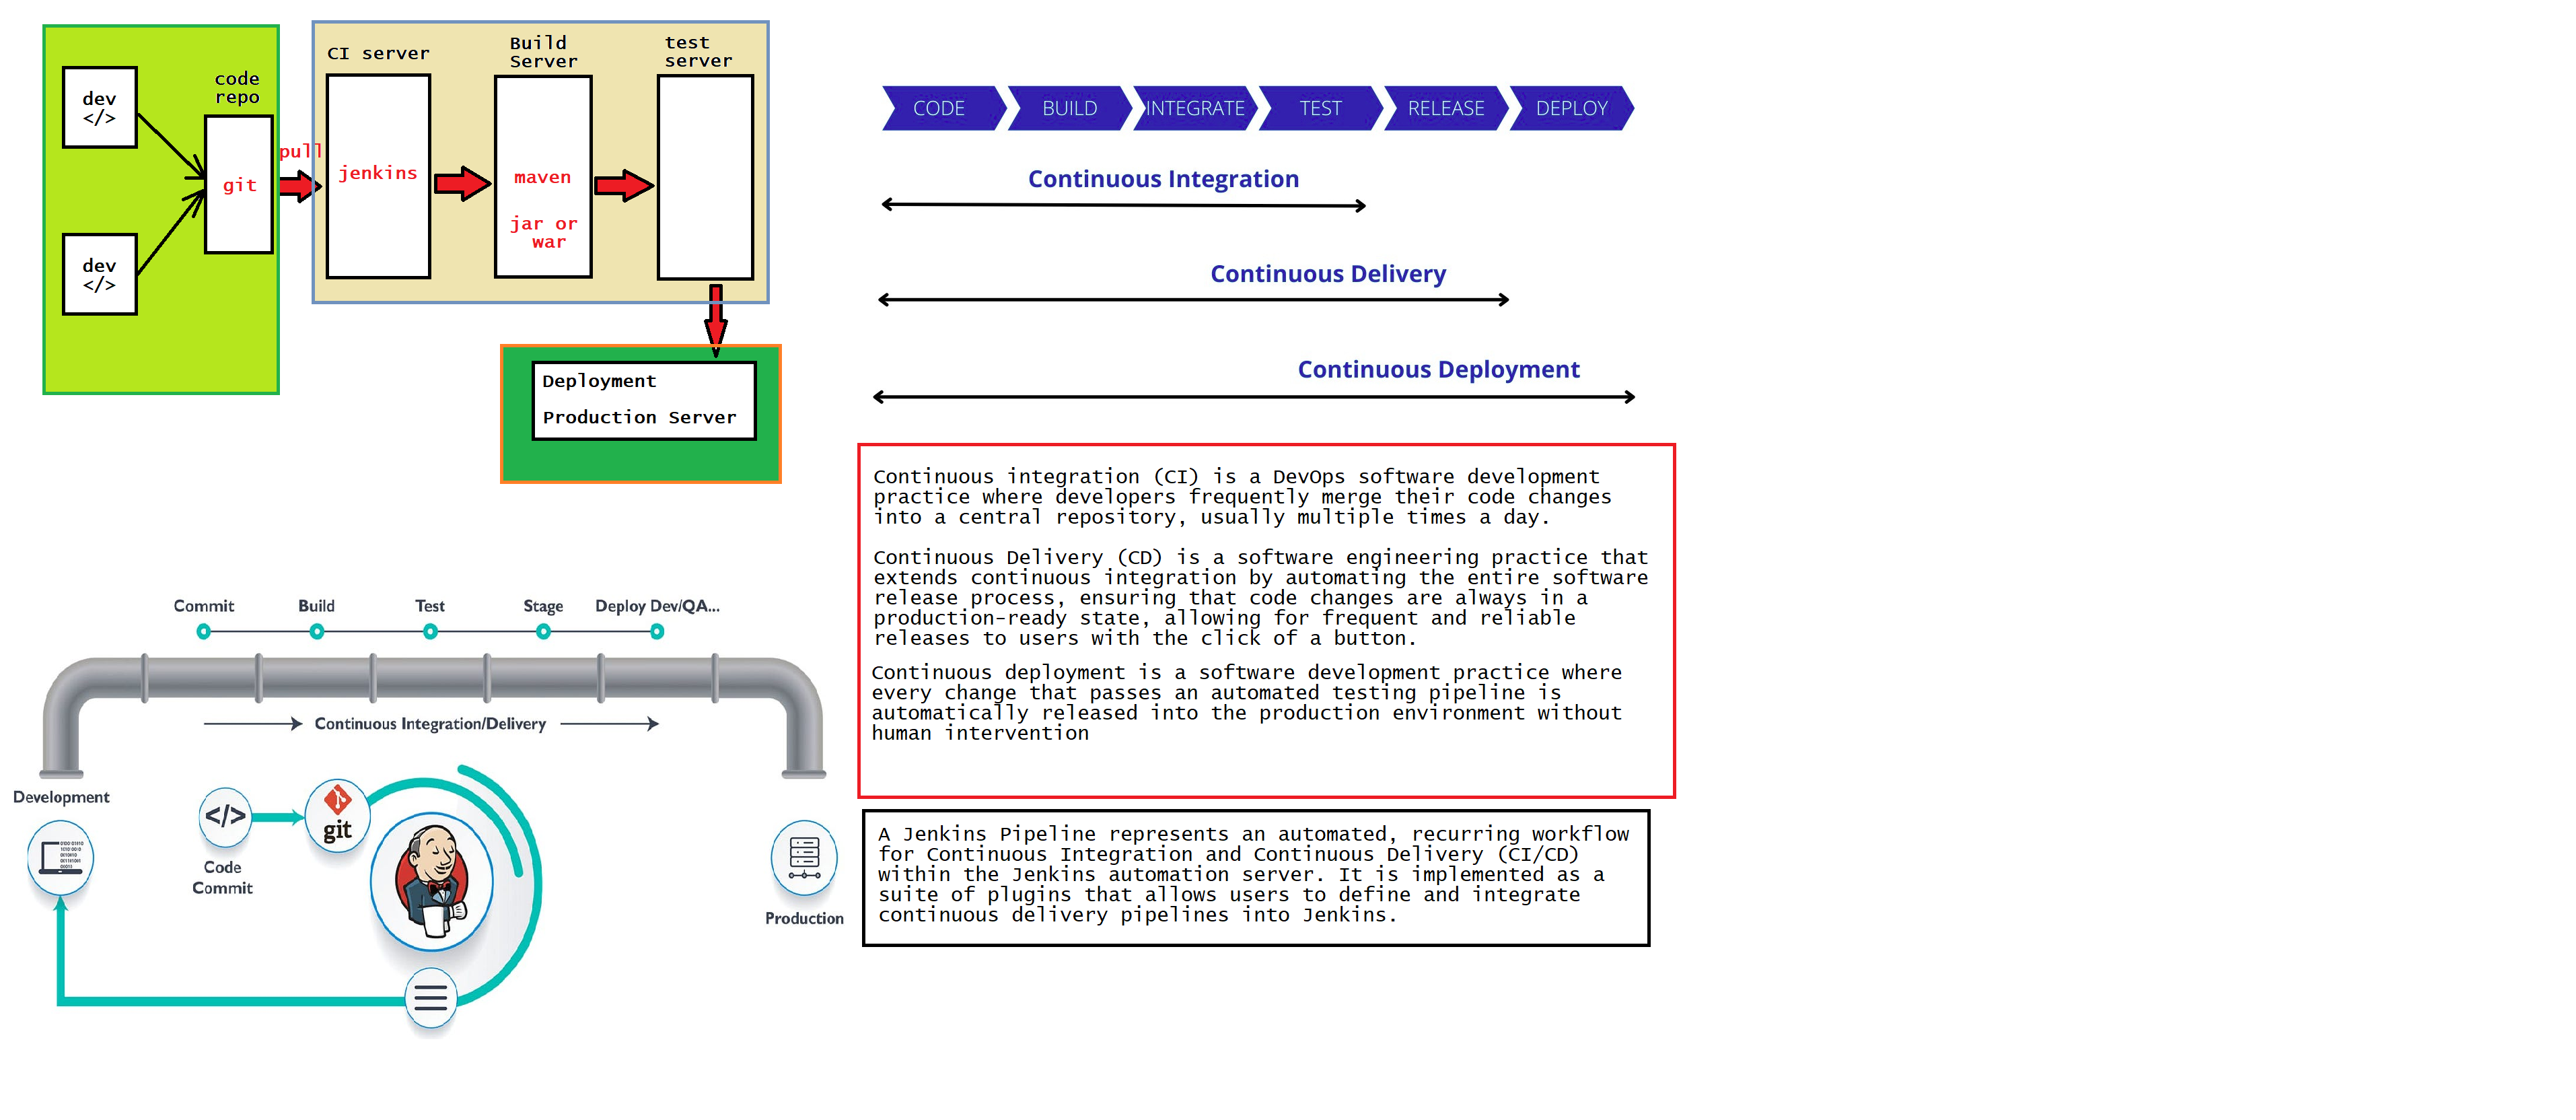 CI server
Build
Server
test
server
code
repo
dev
</>
pull
jenkins
git
maven
jar or
war
dev
</>
Deployment
Production Server
CODE
BUILD
INTEGRATE
TEST
RELEASE
DEPLOY
Continuous Integration
Continuous Delivery
Continuous Deployment
Continuous integration (CI) is a DevOps software development
practice where developers frequently merge their code changes
into a central repository, usually multiple times a day.
Continuous Delivery (CD) is a software engineering practice that
extends continuous integration by automating the entire software
release process, ensuring that code changes are always in a
production-ready state, allowing for frequent and reliable
releases to users with the click of a button.
Continuous deployment is a software development practice where
every change that passes an automated testing pipeline is
automatically released into the production environment without
human intervention
A Jenkins Pipeline represents an automated, recurring workflow
for Continuous Integration and Continuous Delivery (CI/CD)
within the Jenkins automation server. It is implemented as a
suite of plugins that allows users to define and integrate
continuous delivery pipelines into Jenkins.
Commit
Build
Test
Stage
Deploy Dev/QA...
Continuous Integration/Delivery
Development
</>
git
Code
Commit
Production